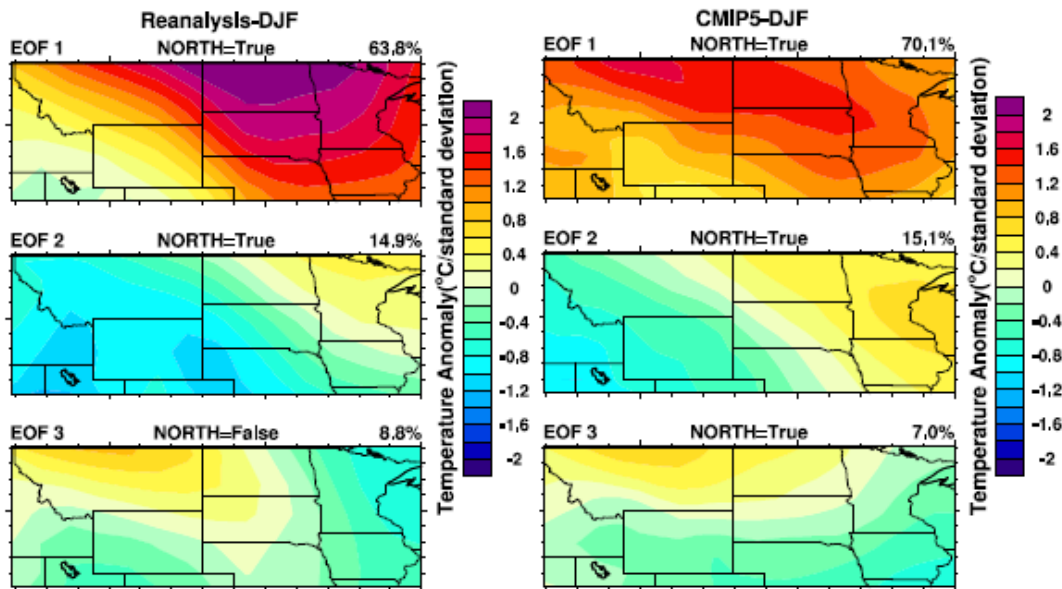 Reanalysis-DJF
EOF 1 NORTH=True 63.8%
EOF 2 NORTH=True 14.9%
EOF 3 NORTH=False 8.8%
2
1.6
1.2
0.8
0.4
0
-0.4
-0.8
-1.2
-1.6
-2
Temperature Anomaly(°C/standard deviation)
CMIP5-DJF
EOF 1 NORTH=True 70.1%
EOF 2 NORTH=True 15.1%
EOF 3 NORTH=True 7.0%
2
1.6
1.2
0.8
0.4
0
-0.4
-0.8
-1.2
-1.6
-2
Temperature Anomaly(°C/standard deviation)